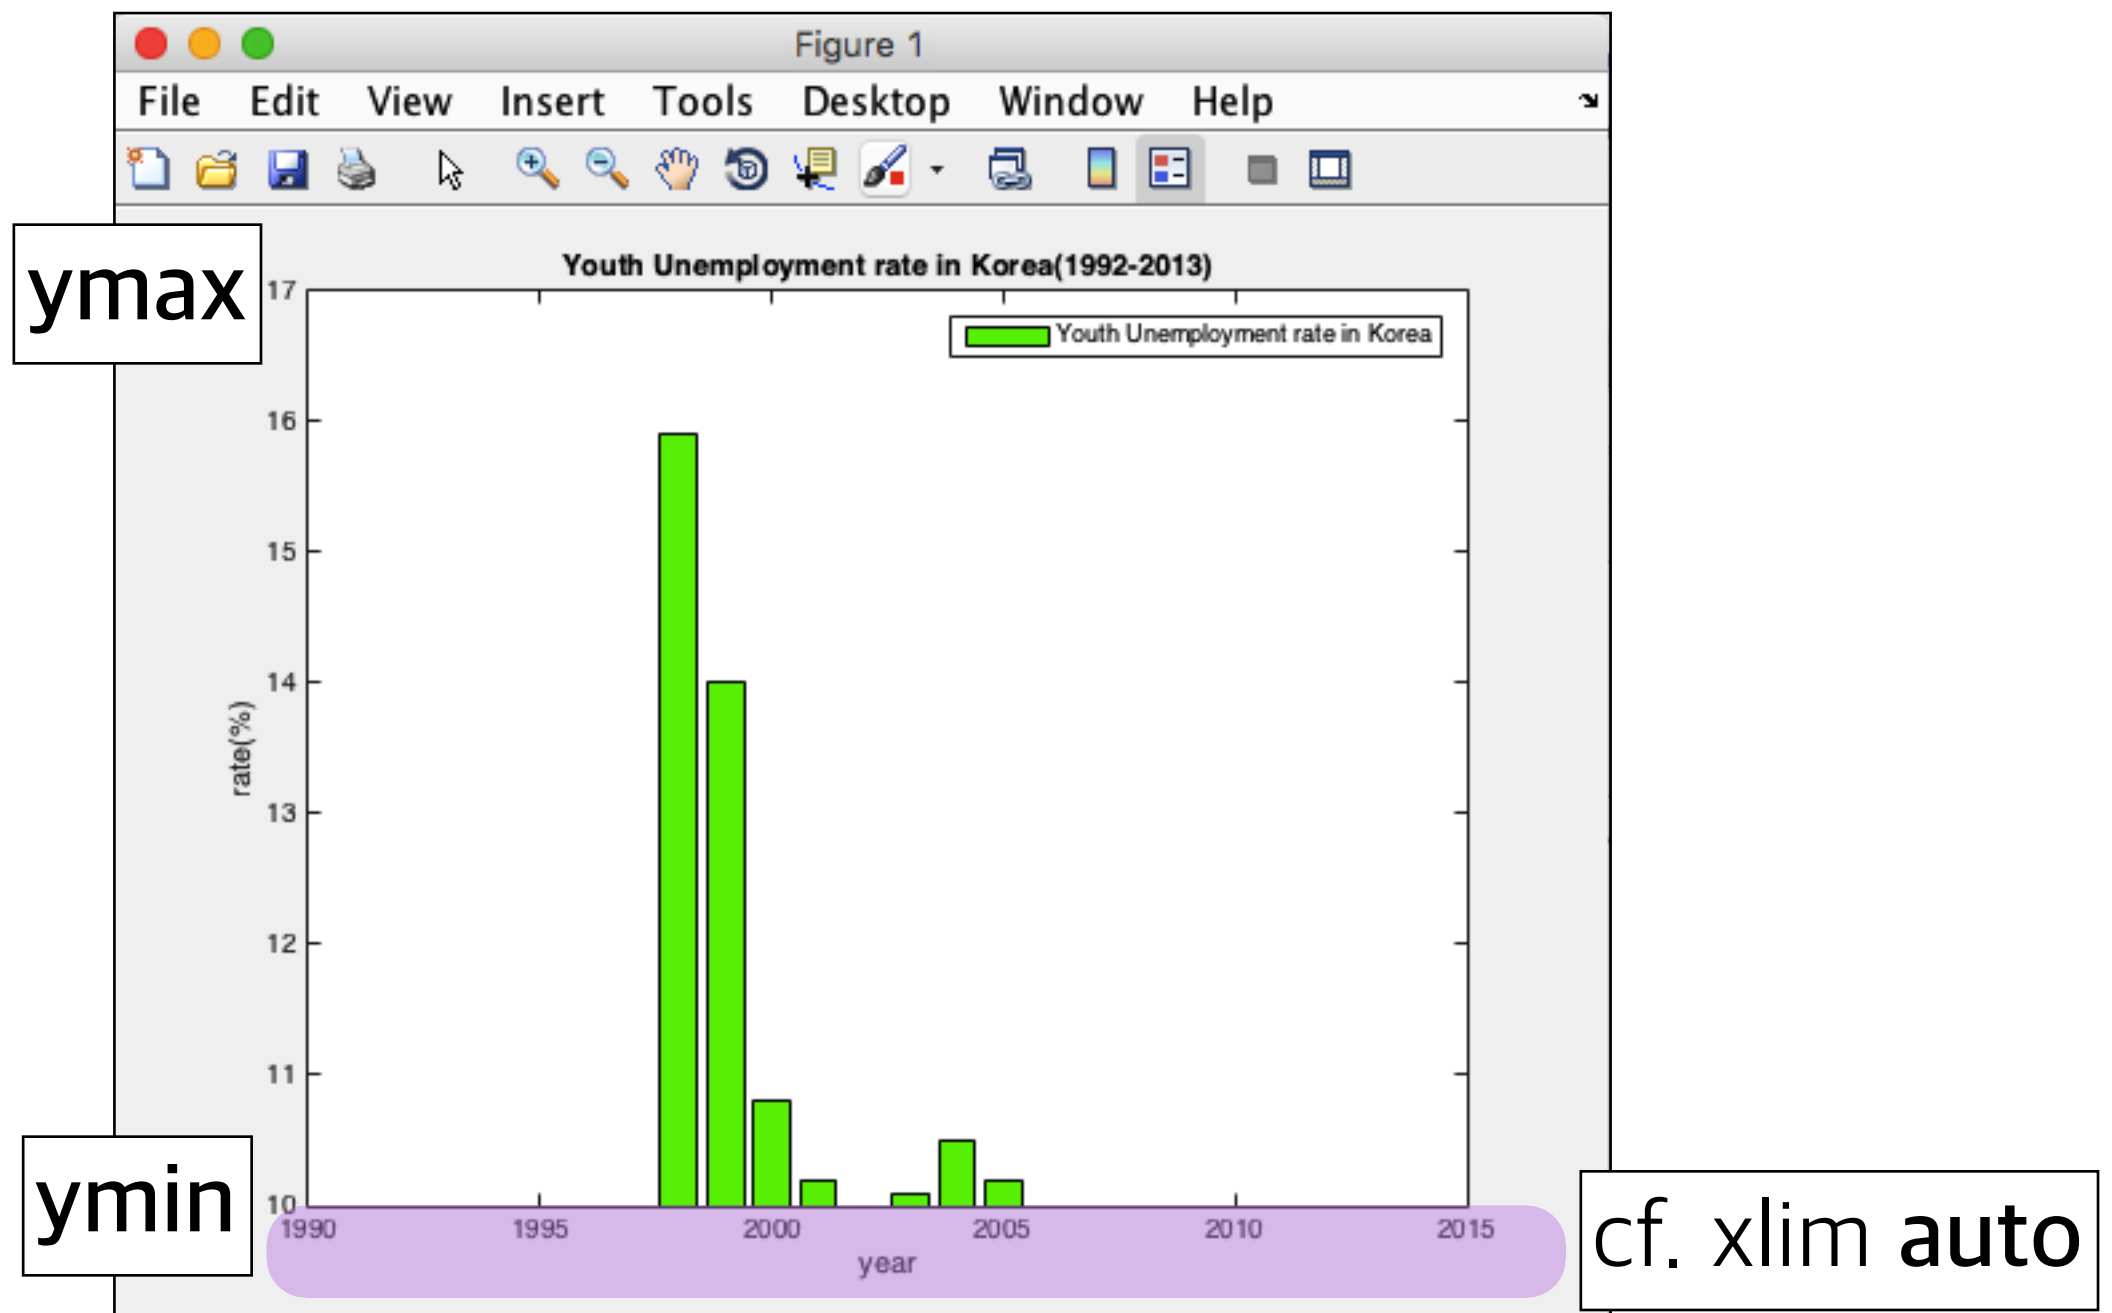 Figure 1
File Edit View Insert Tools Desktop Window Help
ymax
Youth Unemployment rate in Korea(1992-2013)
17
Youth Unemployment rate in Korea
16
15
14
rate(%)
13
12
11
ymin
10
1990 1995 2000 2005 2010 2015
year
cf. xlim auto